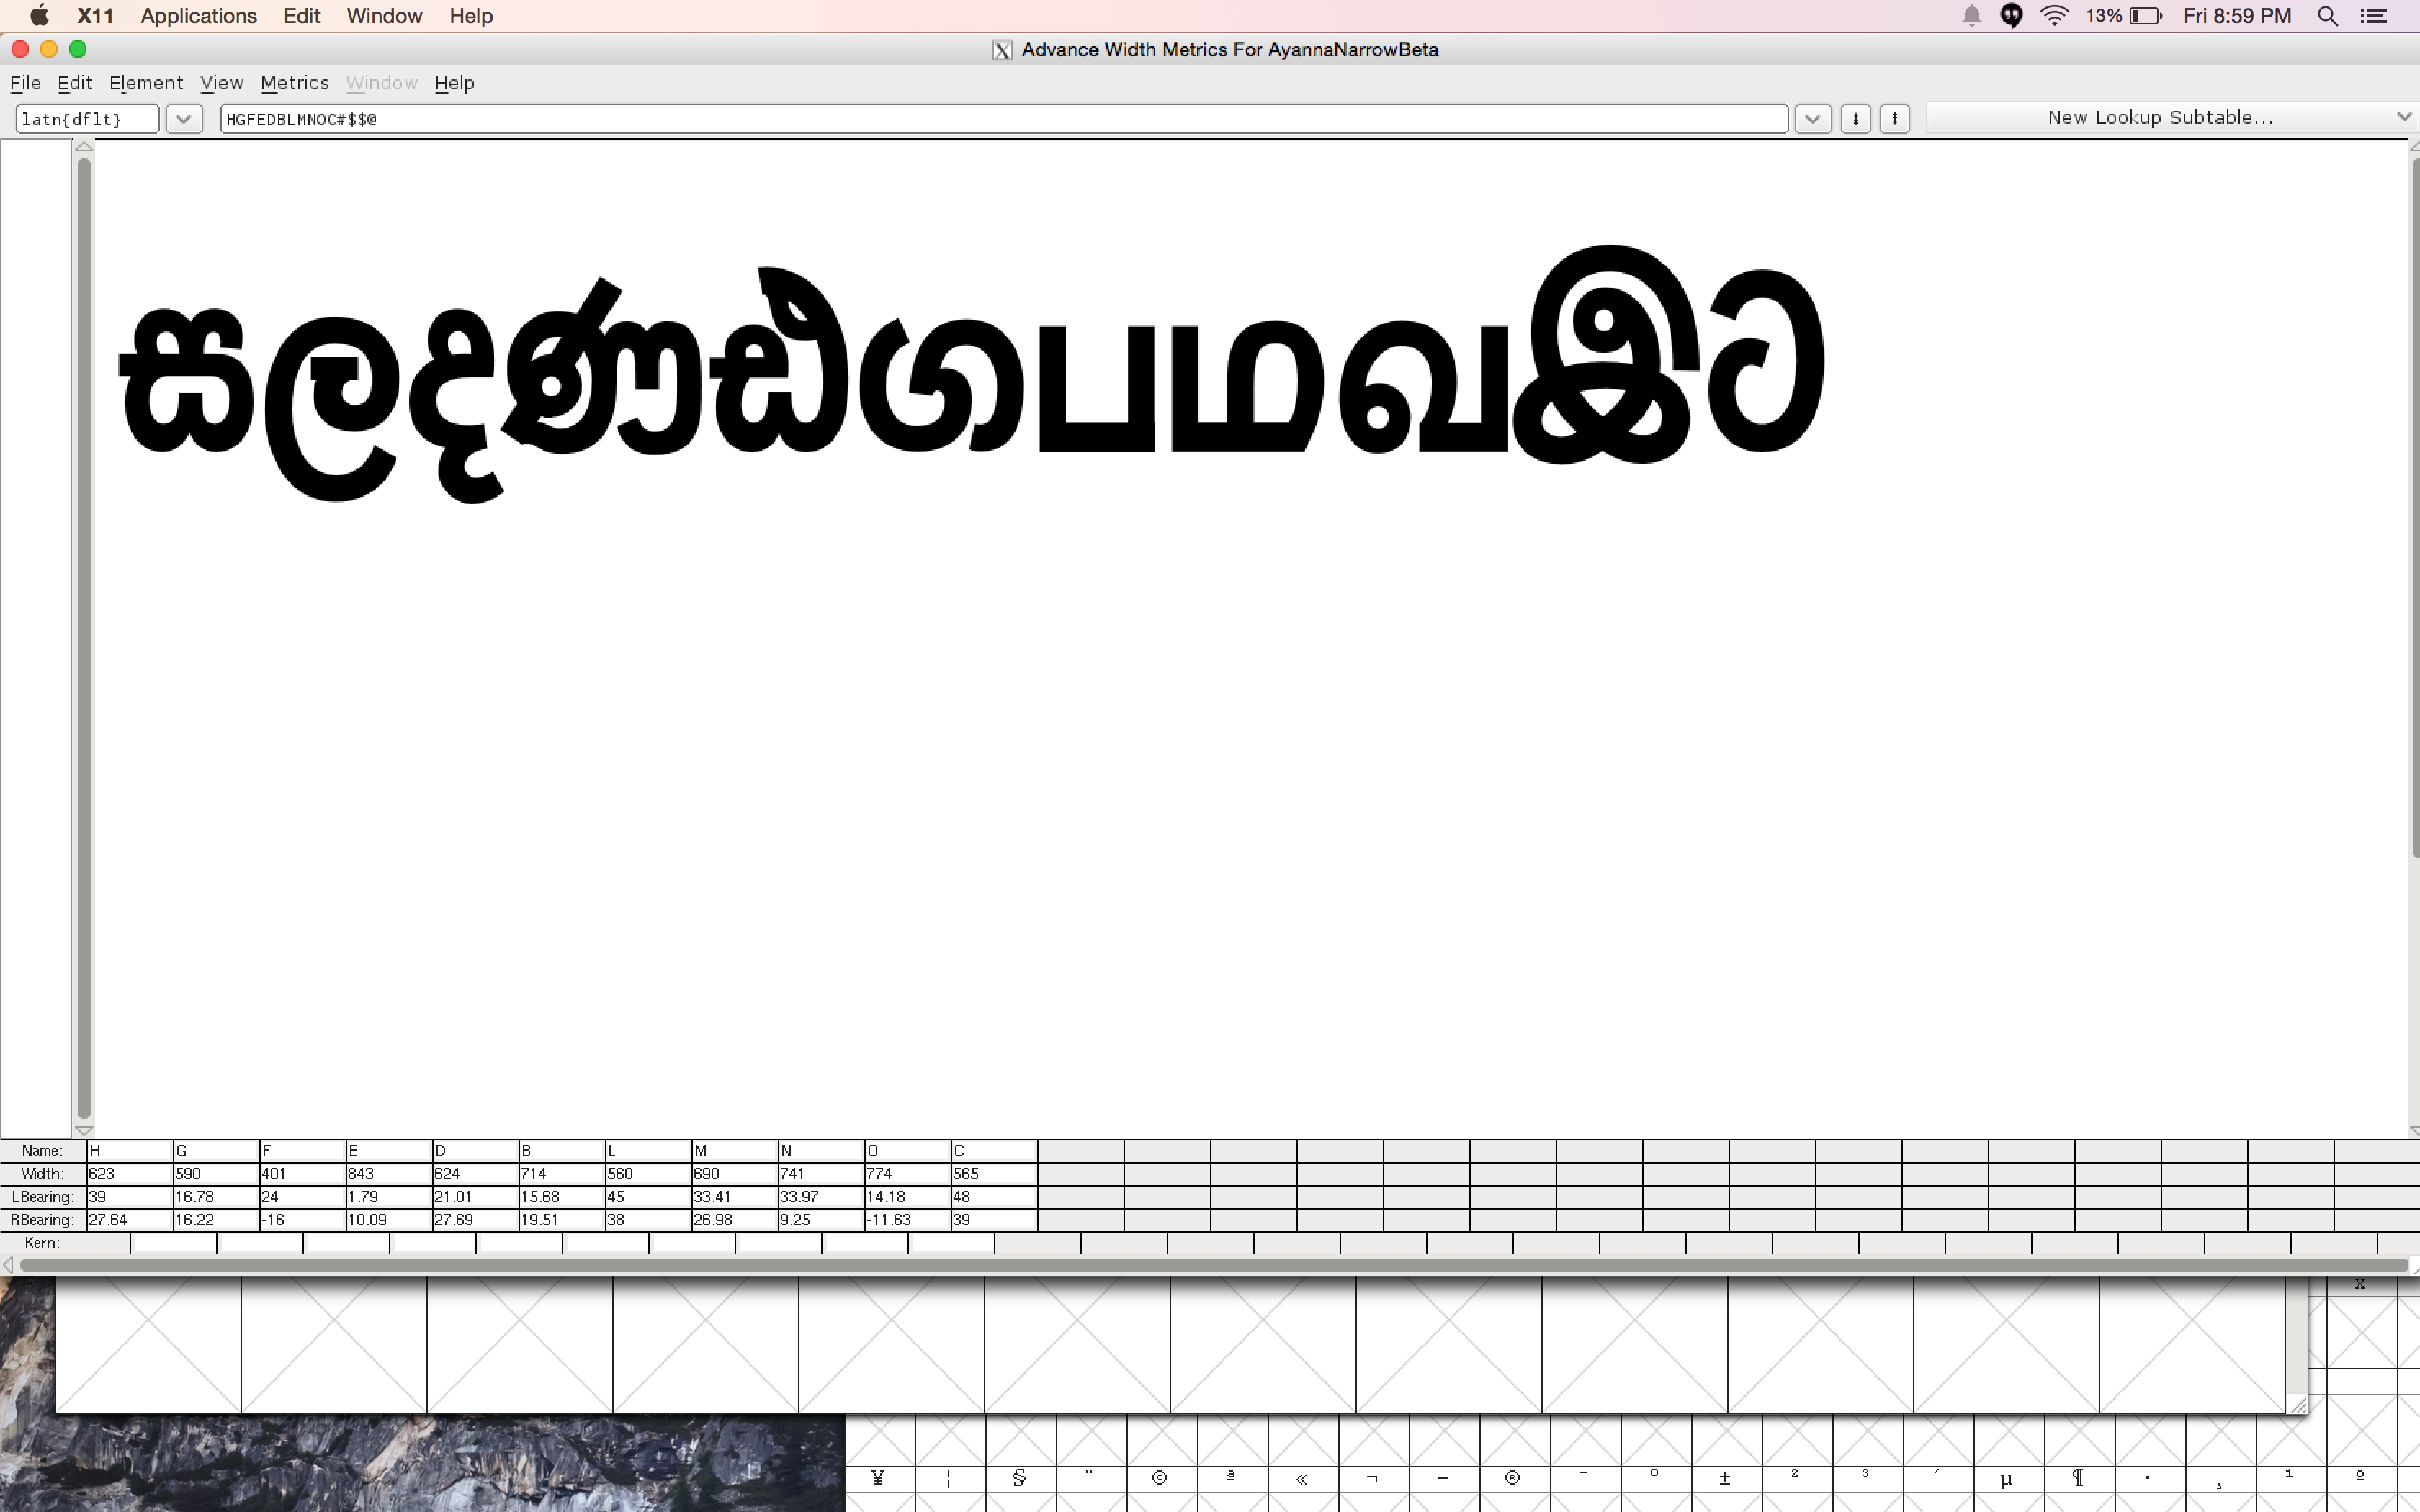 X11 Applications Edit Window Help 13% Fri 8:59 PM
Advance Width Metrics For AyannaNarrowBeta
File Edit Element View Metrics Window Help
latn{dflt} HGFEDBLMNOC#$$@ New Lookup Subtable...
සලද
Name: H G F E D B L M N O C
Width: 623 590 401 843 624 714 560 690 741 774 565
LBearing: 39 16.78 24 1.79 21.01 15.68 45 33.41 33.97 14.18 48
RBearing: 27.64 16.22 -16 10.09 27.69 19.51 38 26.98 9.25 -11.63 39
Kern:
x
¥ ¦ § ¨ © ª « ¬ – ® ¯ ° ± ² ³ ´ µ ¶ · ¸ ¹ º